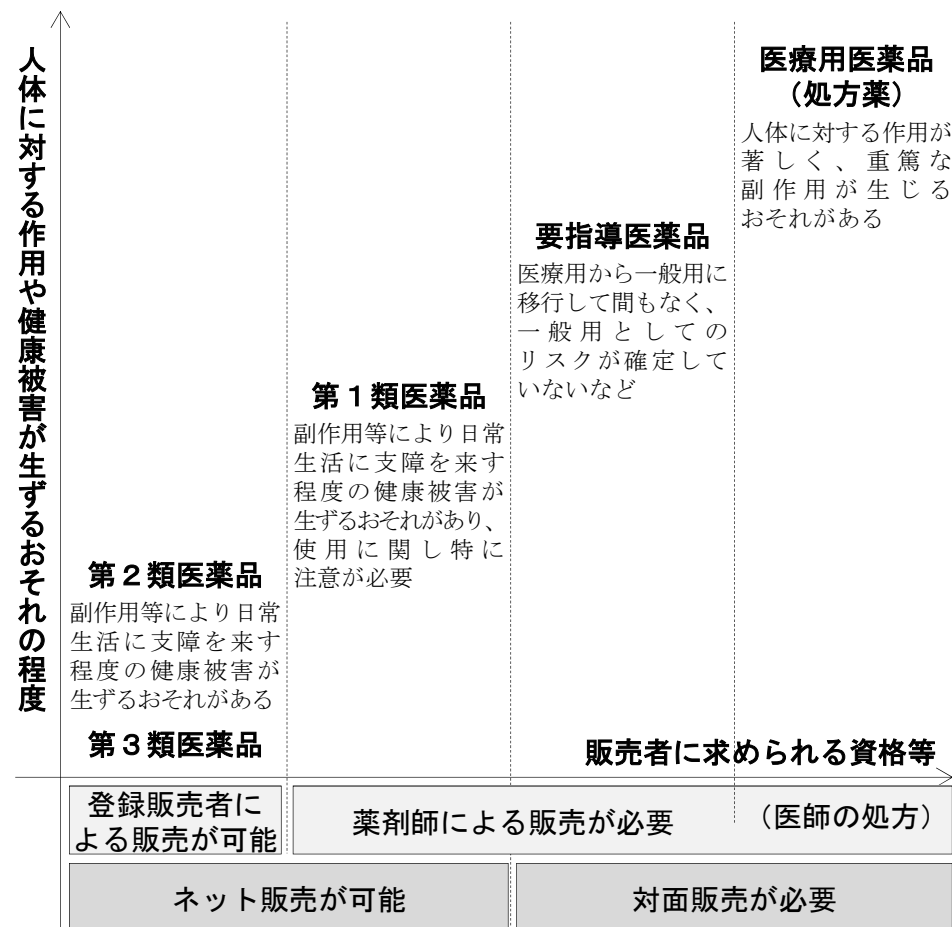 人体に対する作用や健康被害が生ずるおそれの程度
医療用医薬品
（処方薬）
人体に対する作用が
著しく、重篤な
副作用が生じる
おそれがある
要指導医薬品
医療用から一般用に
移行して間もなく、
一般用としての
リスクが確定して
いないなど
第１類医薬品
副作用等により日常
生活に支障を来す
程度の健康被害が
生ずるおそれがあり、
使用に関し特に
注意が必要
第２類医薬品
副作用等により日常
生活に支障を来す
程度の健康被害が
生ずるおそれがある
第３類医薬品
販売者に求められる資格等
登録販売者に
よる販売が可能
薬剤師による販売が必要
（医師の処方）
ネット販売が可能
対面販売が必要